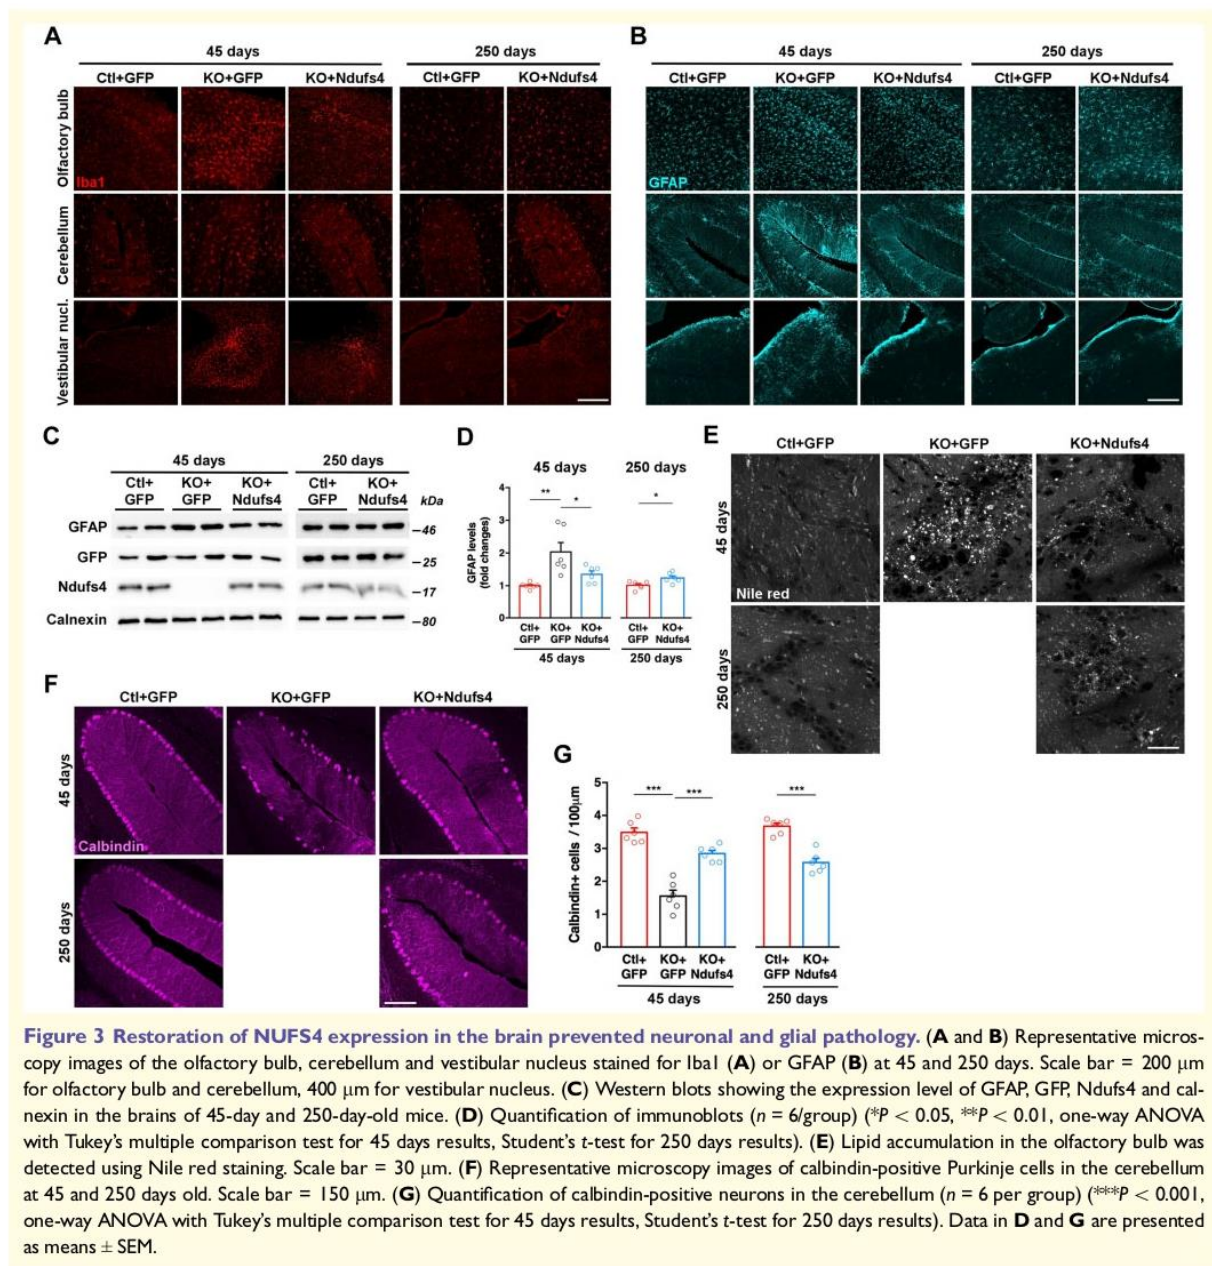 A
B
45 days
250 days
45 days
250 days
Ctl+GFP
KO+GFP
KO+Ndufs4
Ctl+GFP
KO+Ndufs4
Ctl+GFP
KO+GFP
KO+Ndufs4
Ctl+GFP
KO+Ndufs4
Olfactory bulb
Iba1
GFAP
Cerebellum
Vestibular nucl.
C
45 days
250 days
Ctl+ GFP
KO+ GFP
KO+ Ndufs4
Ctl+ GFP
KO+ Ndufs4
kDa
GFAP
–46
GFP
–25
Ndufs4
–17
Calnexin
–80
D
45 days
250 days
GFAP levels
(fold changes)
4
3
2
1
0
**
*
*
Ctl+ GFP
KO+ GFP
KO+ Ndufs4
Ctl+ GFP
KO+ Ndufs4
45 days
250 days
E
Ctl+GFP
KO+GFP
KO+Ndufs4
45 days
Nile red
250 days
F
Ctl+GFP
KO+GFP
KO+Ndufs4
45 days
Calbindin
250 days
G
Calbindin+ cells / 100µm
5
4
3
2
1
0
***
***
***
Ctl+ GFP
KO+ GFP
KO+ Ndufs4
Ctl+ GFP
KO+ Ndufs4
45 days
250 days
Figure 3 Restoration of NUFS4 expression in the brain prevented neuronal and glial pathology. (A and B) Representative micros-
copy images of the olfactory bulb, cerebellum and vestibular nucleus stained for Iba1 (A) or GFAP (B) at 45 and 250 days. Scale bar = 200 µm
for olfactory bulb and cerebellum, 400 µm for vestibular nucleus. (C) Western blots showing the expression level of GFAP, GFP, Ndufs4 and cal-
nexin in the brains of 45-day and 250-day-old mice. (D) Quantification of immunoblots (n = 6/group) (*P < 0.05, **P < 0.01, one-way ANOVA
with Tukey's multiple comparison test for 45 days results, Student's t-test for 250 days results). (E) Lipid accumulation in the olfactory bulb was
detected using Nile red staining. Scale bar = 30 µm. (F) Representative microscopy images of calbindin-positive Purkinje cells in the cerebellum
at 45 and 250 days old. Scale bar = 150 µm. (G) Quantification of calbindin-positive neurons in the cerebellum (n = 6 per group) (***P < 0.001,
one-way ANOVA with Tukey's multiple comparison test for 45 days results, Student's t-test for 250 days results). Data in D and G are presented
as means ± SEM.